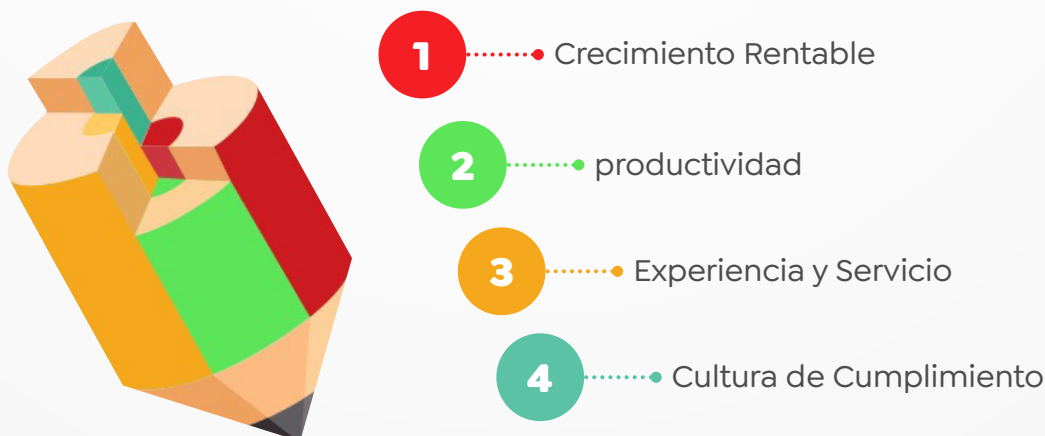 1 Crecimiento Rentable
2 productividad
3 Experiencia y Servicio
4 Cultura de Cumplimiento